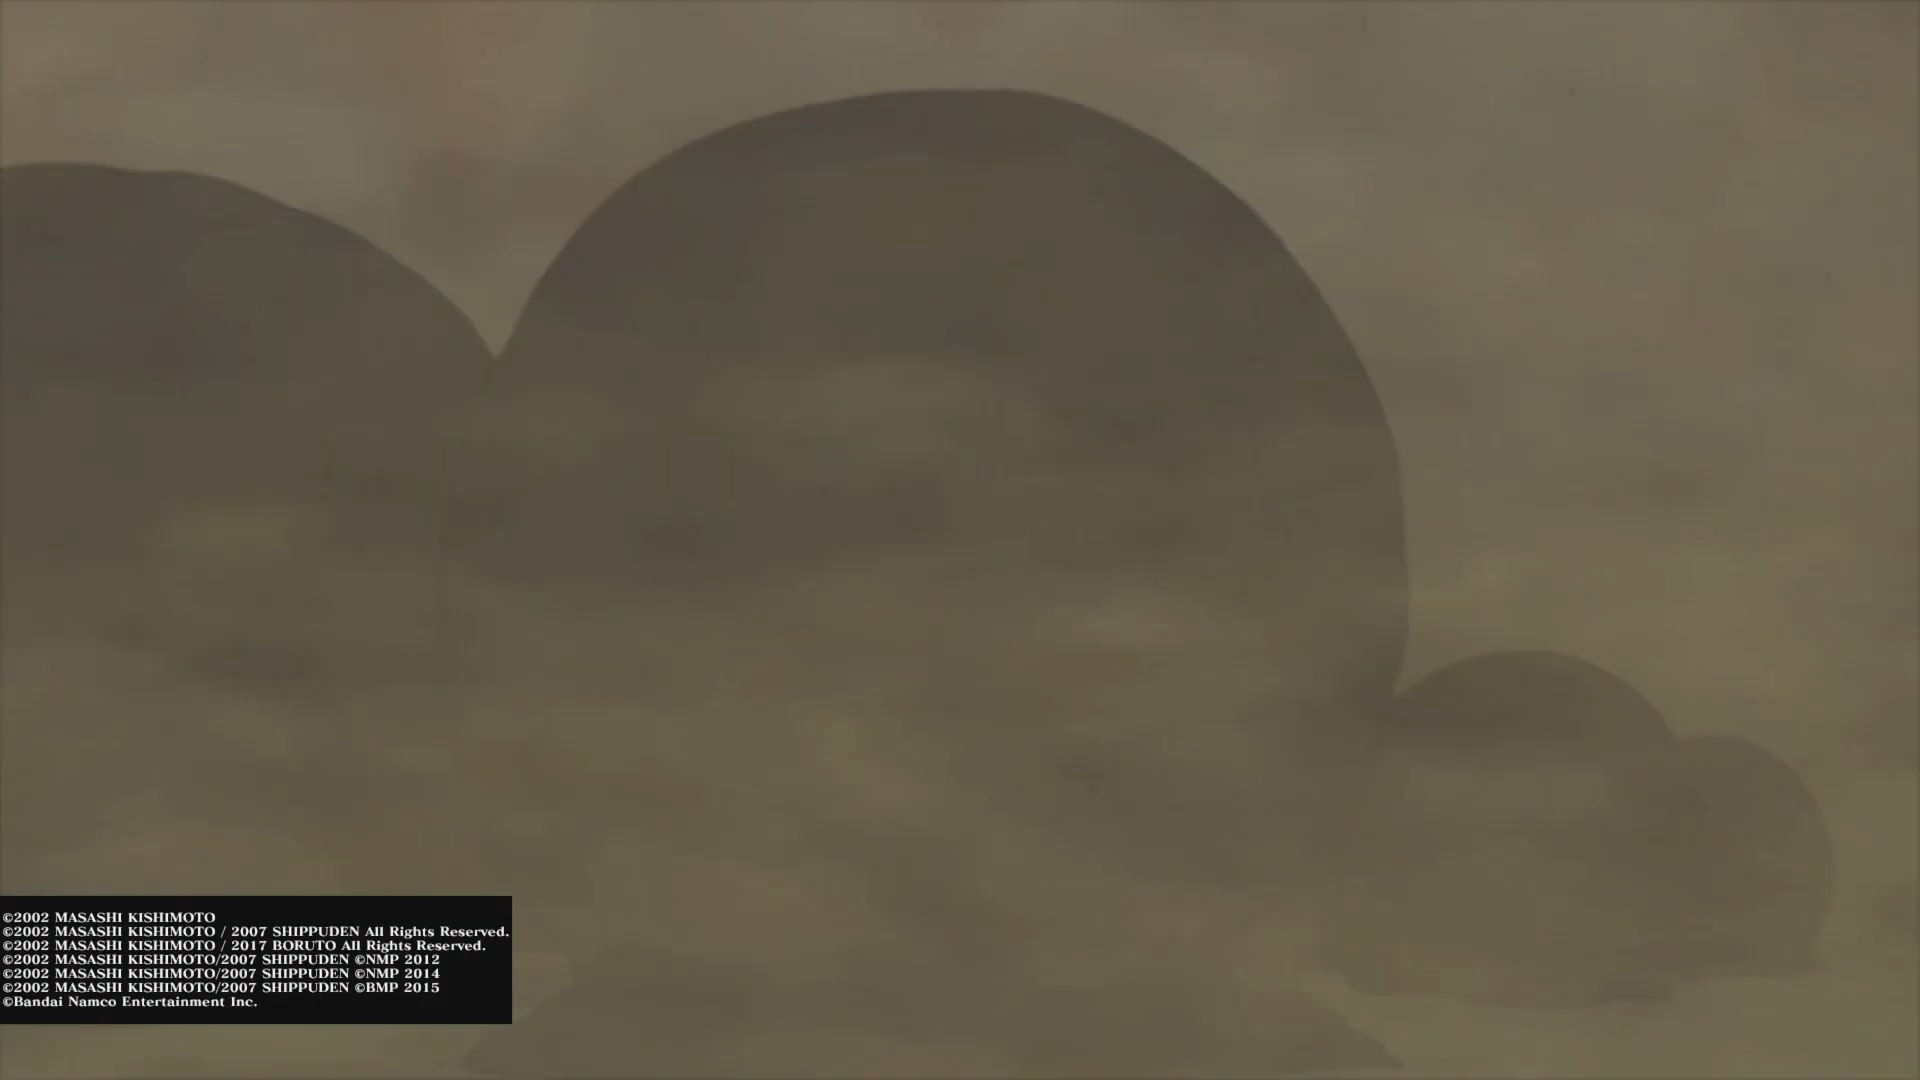 ©2002 MASASHI KISHIMOTO
©2002 MASASHI KISHIMOTO / 2007 SHIPPUDEN All Rights Reserved.
©2002 MASASHI KISHIMOTO / 2017 BORUTO All Rights Reserved.
©2002 MASASHI KISHIMOTO/2007 SHIPPUDEN ©NMP 2012
©2002 MASASHI KISHIMOTO/2007 SHIPPUDEN ©NMP 2014
©2002 MASASHI KISHIMOTO/2007 SHIPPUDEN ©BMP 2015
©Bandai Namco Entertainment Inc.